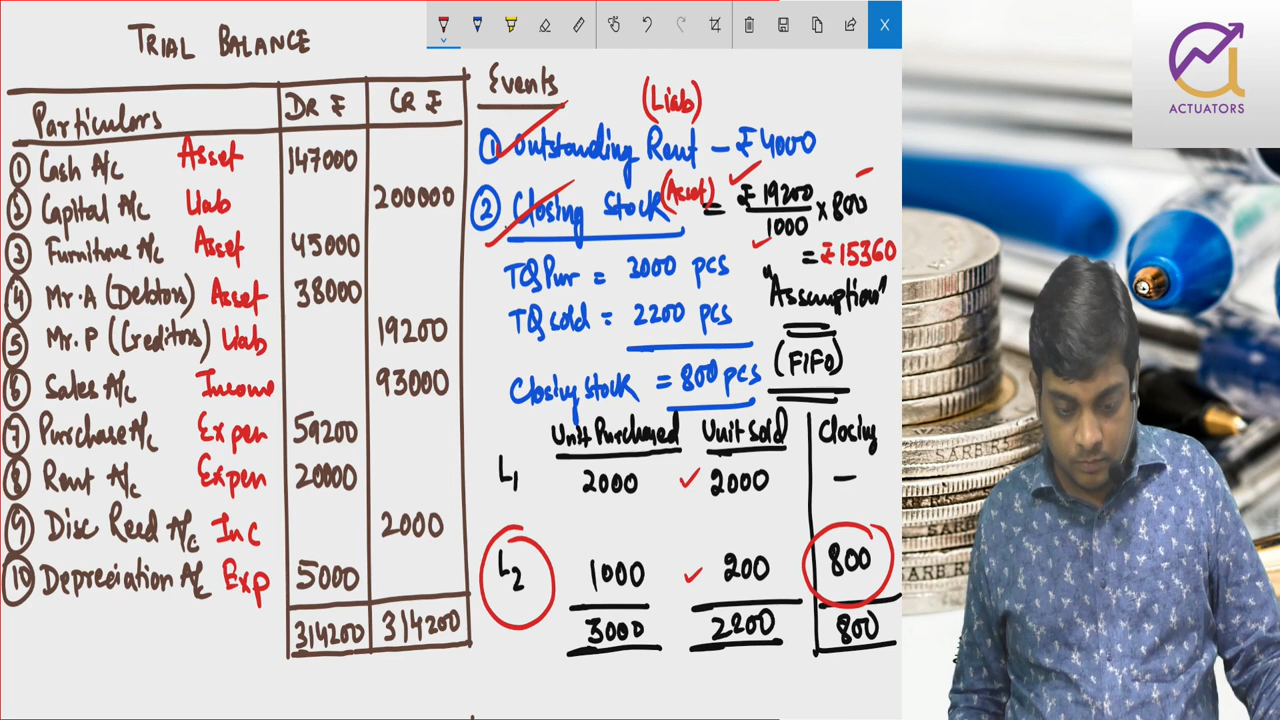 TRIAL BALANCE
Particulars DR ₹ CR ₹
① Cash A/c Asset 147000
② Capital A/c Liab 200000
③ Furniture A/c Asset 45000
④ Mr. A (Debtors) Asset 38000
⑤ Mr. P (Creditors) Liab 19200
⑥ Sales A/c Income 93000
⑦ Purchase A/c Expen 59200
⑧ Rent A/c Expen 20000
⑨ Disc Recd A/c Inc 2000
⑩ Depreciation A/c Exp 5000
314200 314200
Events
(Liab)
① Outstanding Rent - ₹4000
② Closing Stock (Asset) = ₹19200/1000 × 800
= ₹15360
TQ Pur = 3000 pcs
"Assumption"
TQ sold = 2200 pcs
(FIFO)
Closing stock = 800 pcs
Unit Purchased Unit Sold Closing
L1 2000 2000 —
L2 1000 200 800
3000 2200 800
ACTUATORS
SARB RE
SARB RE